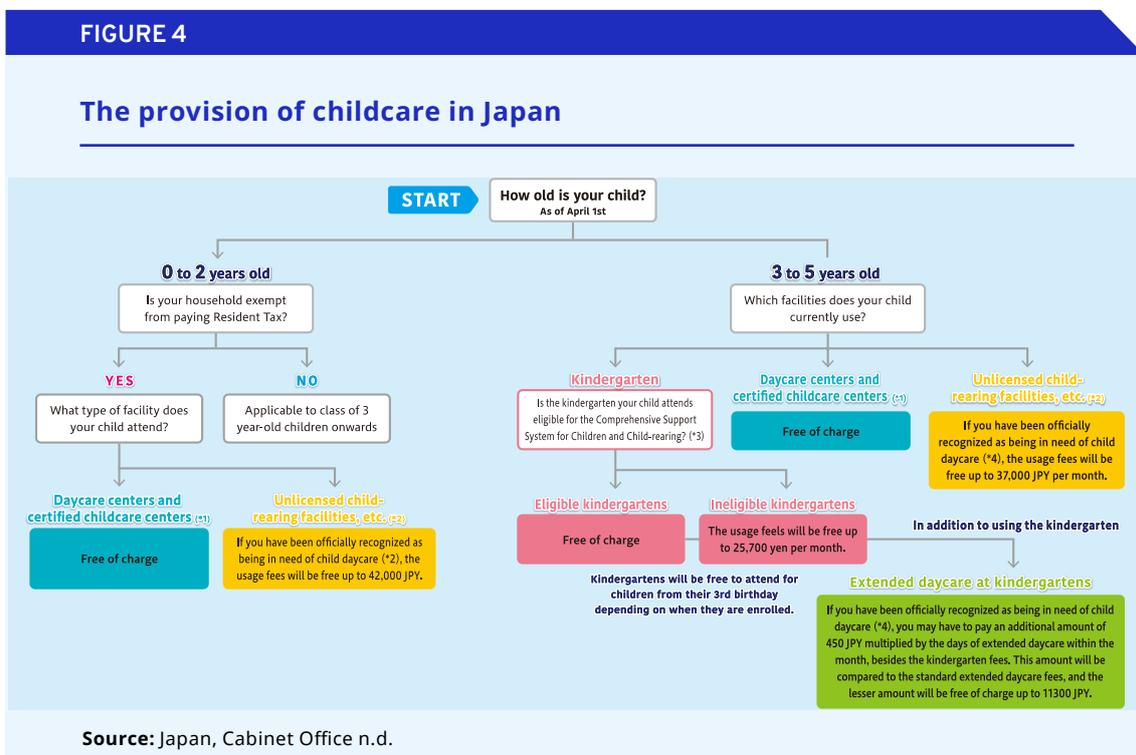 FIGURE 4
The provision of childcare in Japan
START
How old is your child?
As of April 1st
0 to 2 years old
Is your household exempt
from paying Resident Tax?
YES
What type of facility does
your child attend?
NO
Applicable to class of 3
year-old children onwards
Daycare centers and
certified childcare centers (*1)
Free of charge
Unlicensed child-
rearing facilities, etc. (*2)
If you have been officially recognized as
being in need of child daycare (*2), the
usage fees will be free up to 42,000 JPY.
3 to 5 years old
Which facilities does your child
currently use?
Kindergarten
Is the kindergarten your child attends
eligible for the Comprehensive Support
System for Children and Child-rearing? (*3)
Daycare centers and
certified childcare centers (*1)
Free of charge
Unlicensed child-
rearing facilities, etc. (*2)
If you have been officially
recognized as being in need of child
daycare (*4), the usage fees will be
free up to 37,000 JPY per month.
Eligible kindergartens
Free of charge
Ineligible kindergartens
The usage feels will be free up
to 25,700 yen per month.
Kindergartens will be free to attend for
children from their 3rd birthday
depending on when they are enrolled.
In addition to using the kindergarten
Extended daycare at kindergartens
If you have been officially recognized as being in need of child
daycare (*4), you may have to pay an additional amount of
450 JPY multiplied by the days of extended daycare within the
month, besides the kindergarten fees. This amount will be
compared to the standard extended daycare fees, and the
lesser amount will be free of charge up to 11300 JPY.
Source: Japan, Cabinet Office n.d.